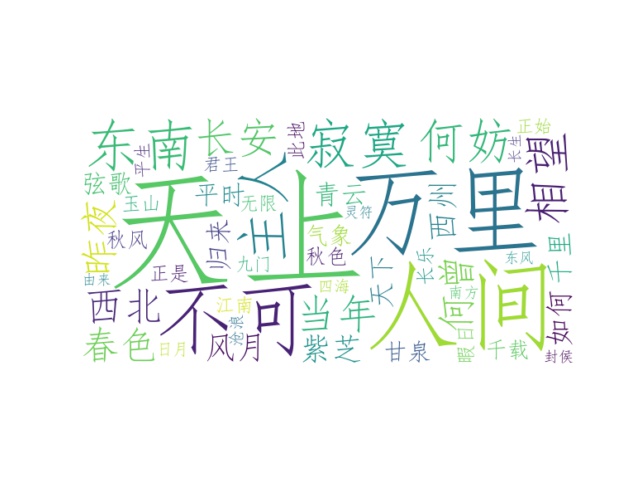 东南
长安
此地
寂寞
何妨
正始
长生
平生
君王
主人
相望
弦歌
玉山
平时
无限
青云
灵符
万里
昨夜
天上
西州
秋风
归来
气象
秋色
九门
正是
由来
天下
长乐
何曾
千里
东风
西北
不可
江南
沧浪
四海
人间
南方
如何
春色
日月
风月
当年
紫芝
甘泉
暇日
千载
封侯